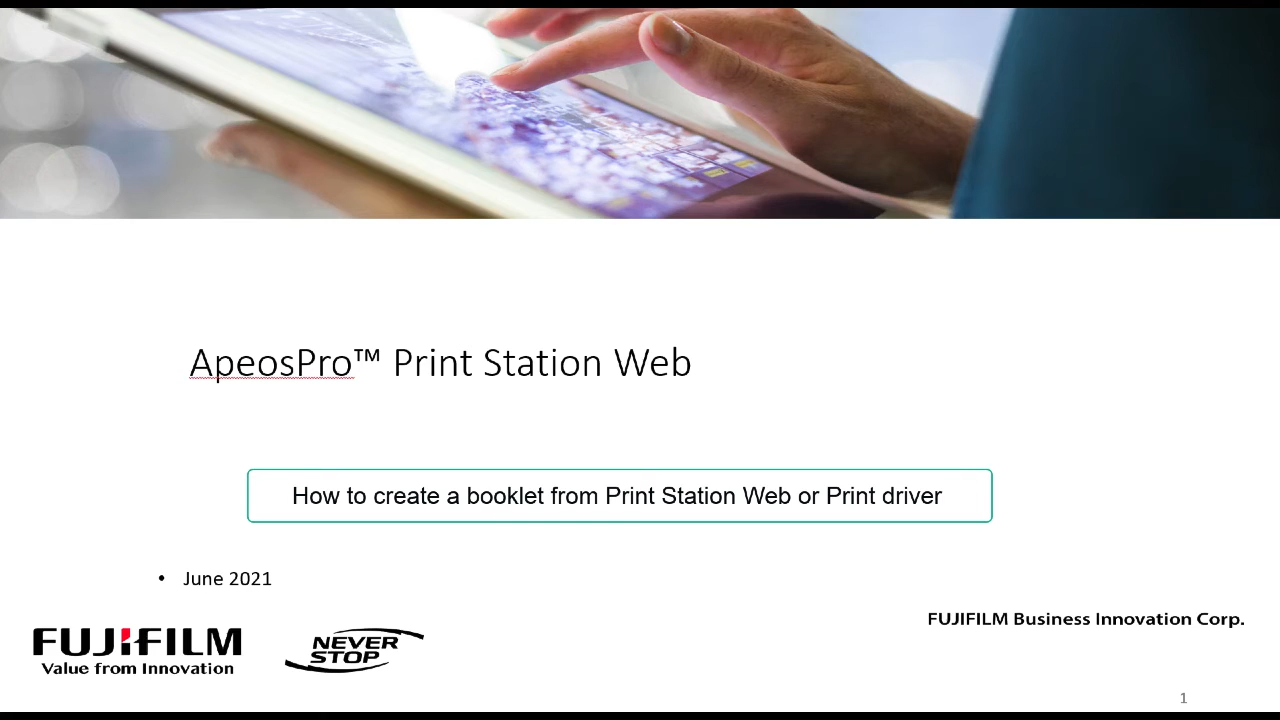 ApeosPro™ Print Station Web
How to create a booklet from Print Station Web or Print driver
• June 2021
FUJIFILM Business Innovation Corp.
FUJIFILM
Value from Innovation
NEVER
STOP
1